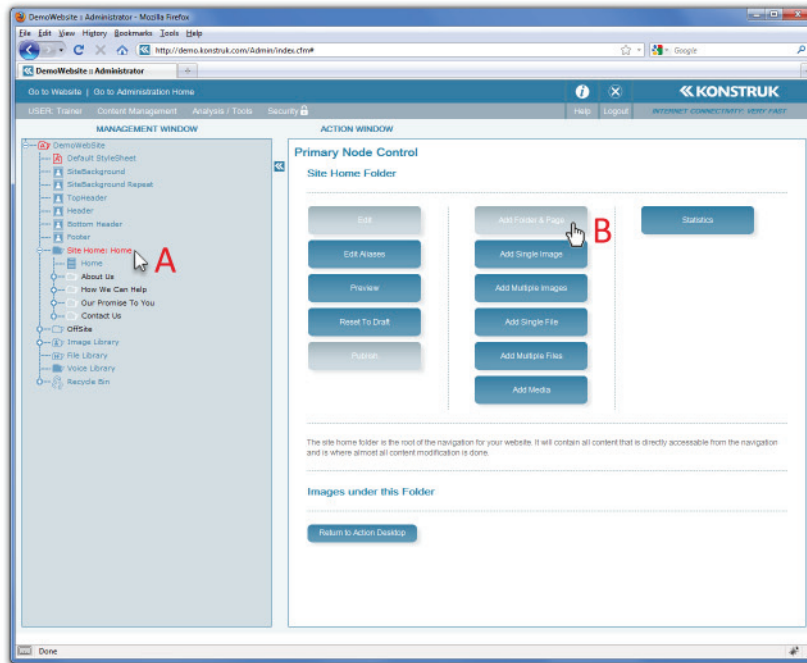 DemoWebsite :: Administrator - Mozilla Firefox
File Edit View History Bookmarks Tools Help
http://demo.konstruk.com/Admin/index.cfm#
Google
DemoWebsite :: Administrator
Go to Website | Go to Administration Home
KONSTRUK
USER: Trainer Content Management Analysis / Tools Security
Help Logout
INTERNET CONNECTIVITY: VERY FAST
MANAGEMENT WINDOW
ACTION WINDOW
DemoWebSite
Default StyleSheet
SiteBackground
SiteBackground Repeat
TopHeader
Header
Bottom Header
Footer
Site Home: Home
A
Home
About Us
How We Can Help
Our Promise To You
Contact Us
OffSite
Image Library
File Library
Voice Library
Recycle Bin
Primary Node Control
Site Home Folder
Edit
Edit Aliases
Preview
Reset To Draft
Publish
Add Folder & Page
B
Add Single Image
Add Multiple Images
Add Single File
Add Multiple Files
Add Media
Statistics
The site home folder is the root of the navigation for your website. It will contain all content that is directly accessable from the navigation
and is where almost all content modification is done.
Images under this Folder
Return to Action Desktop
Done